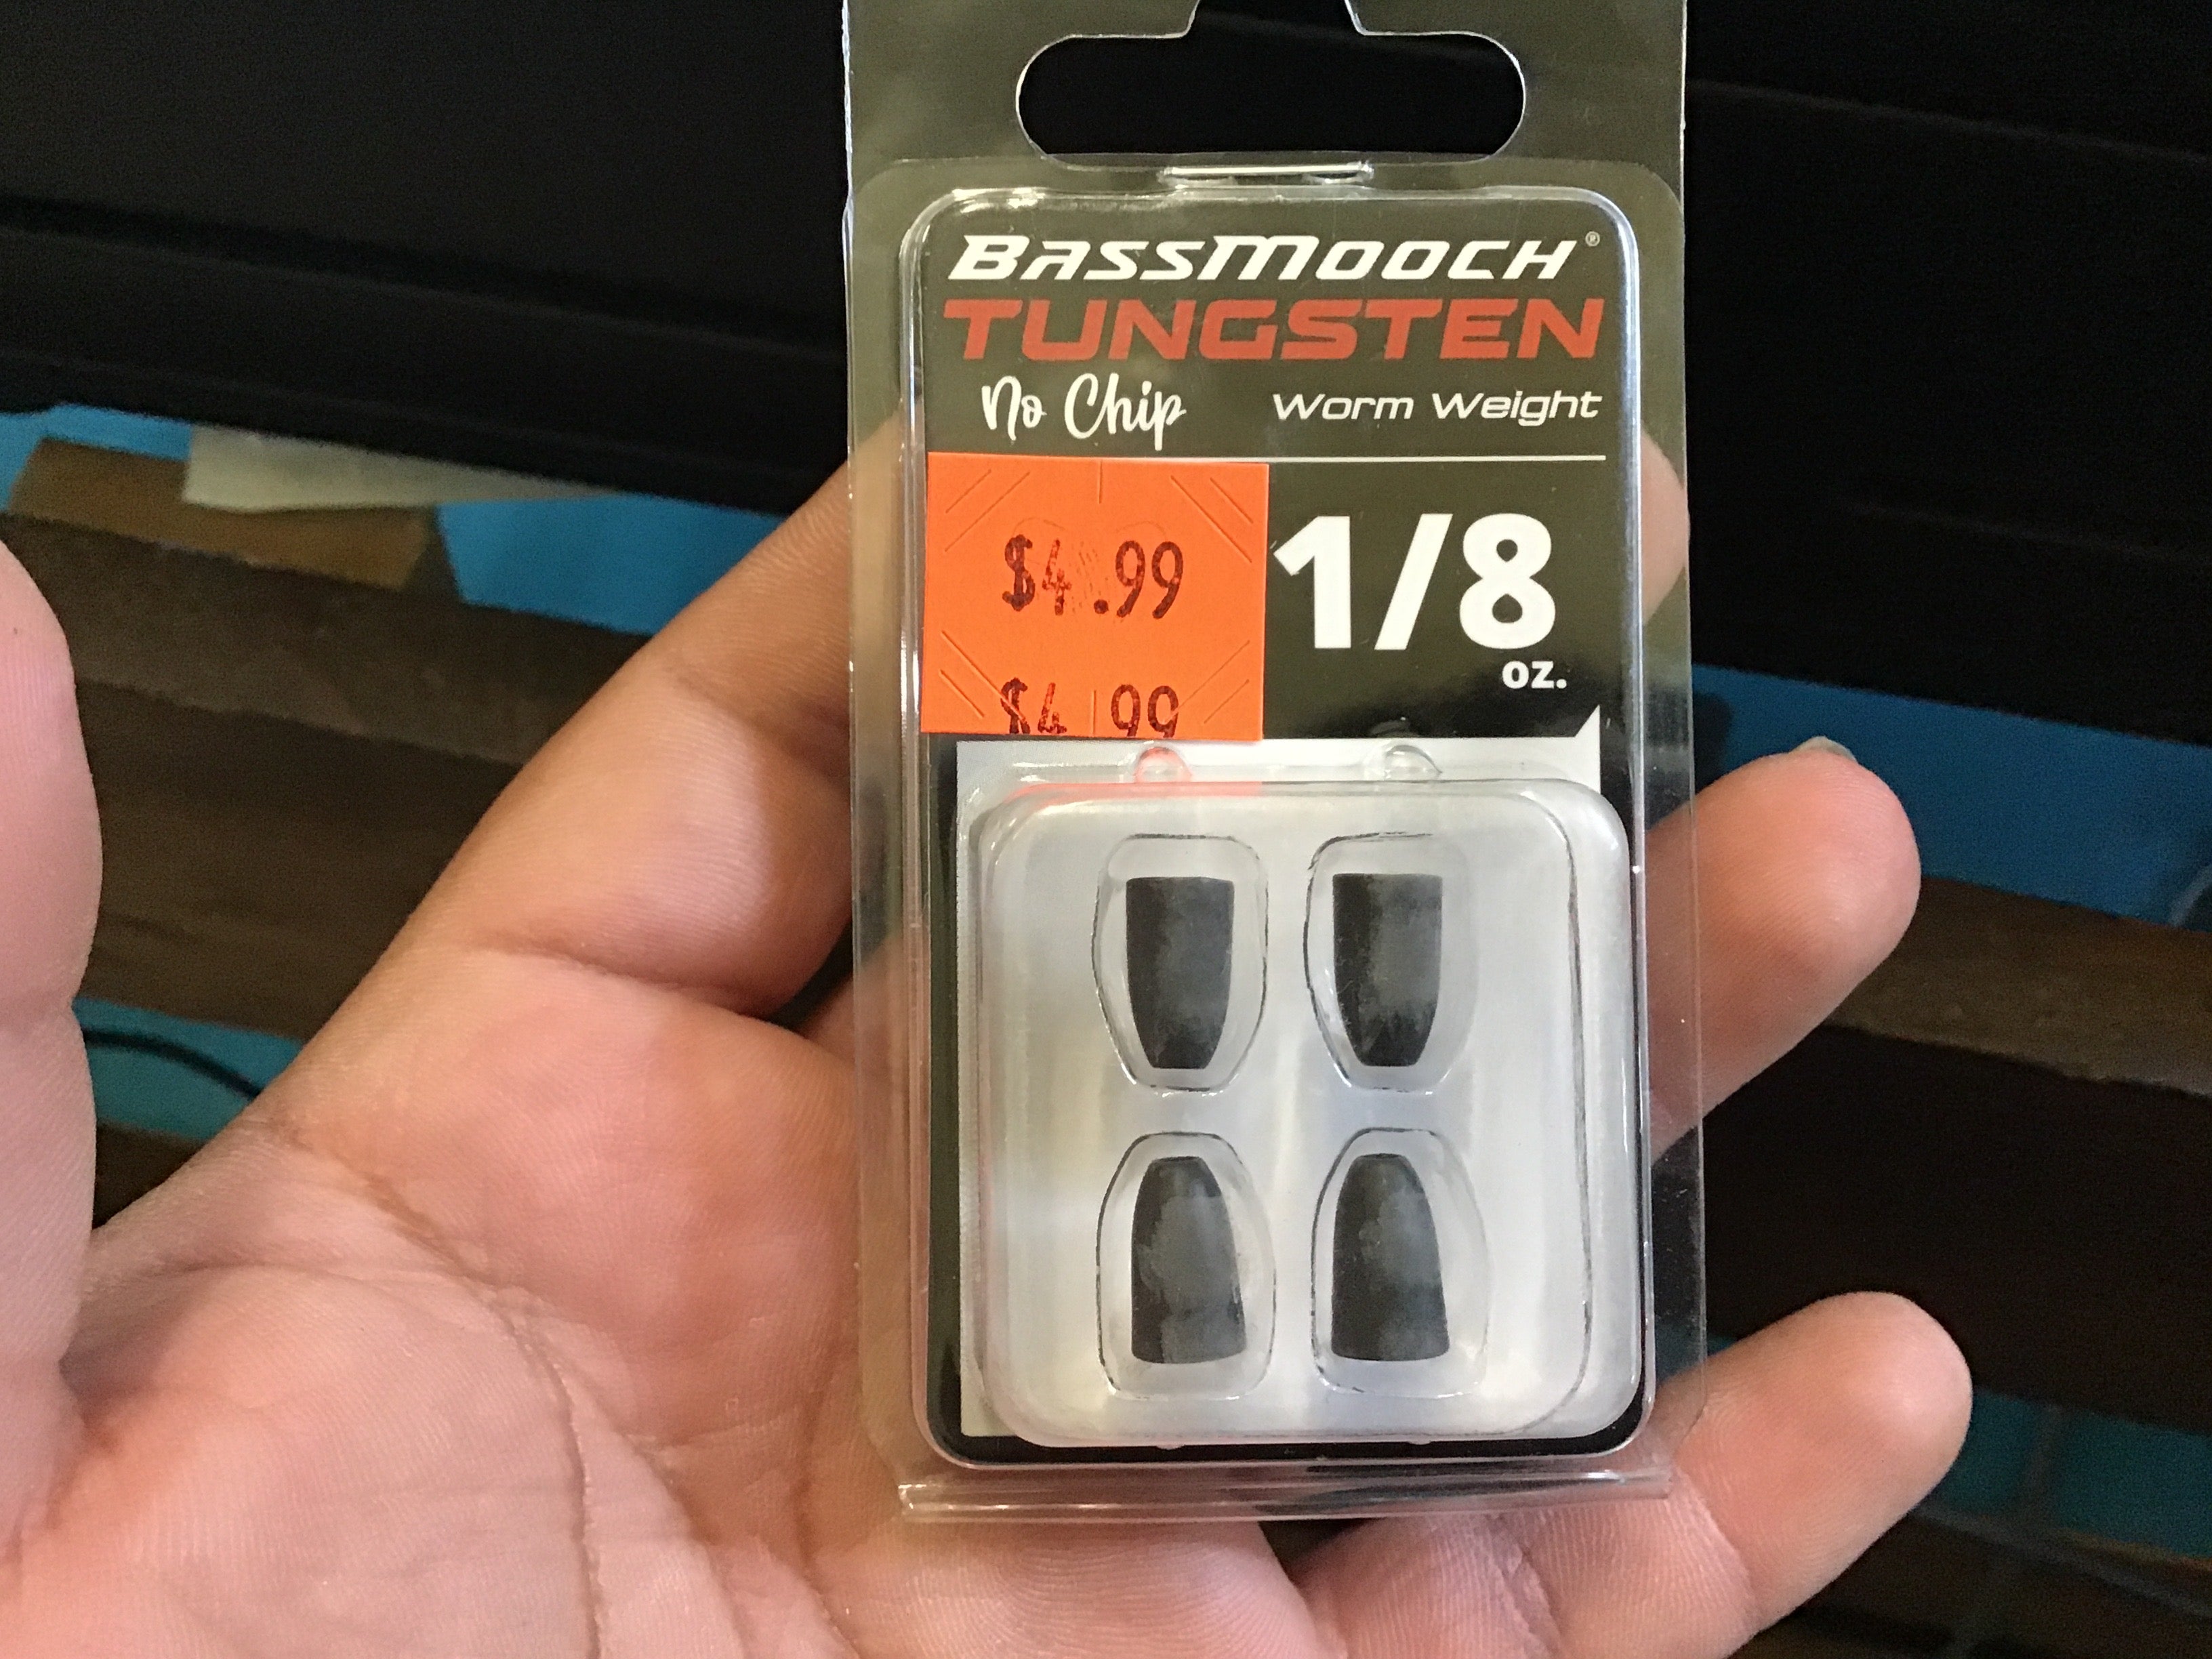 BASSMOOCH®
TUNGSTEN
No Chip Worm Weight
$4.99
1/8
oz.
$4.99